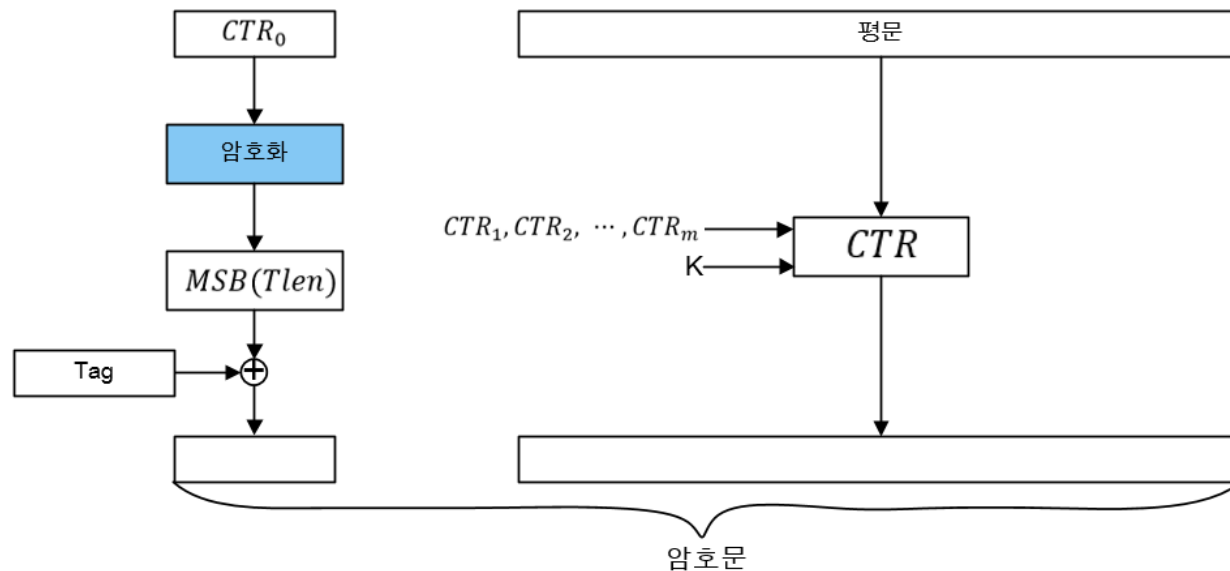 CTR₀
평문
암호화
CTR₁, CTR₂, ⋯, CTRₘ
K
CTR
MSB(Tlen)
Tag
암호문